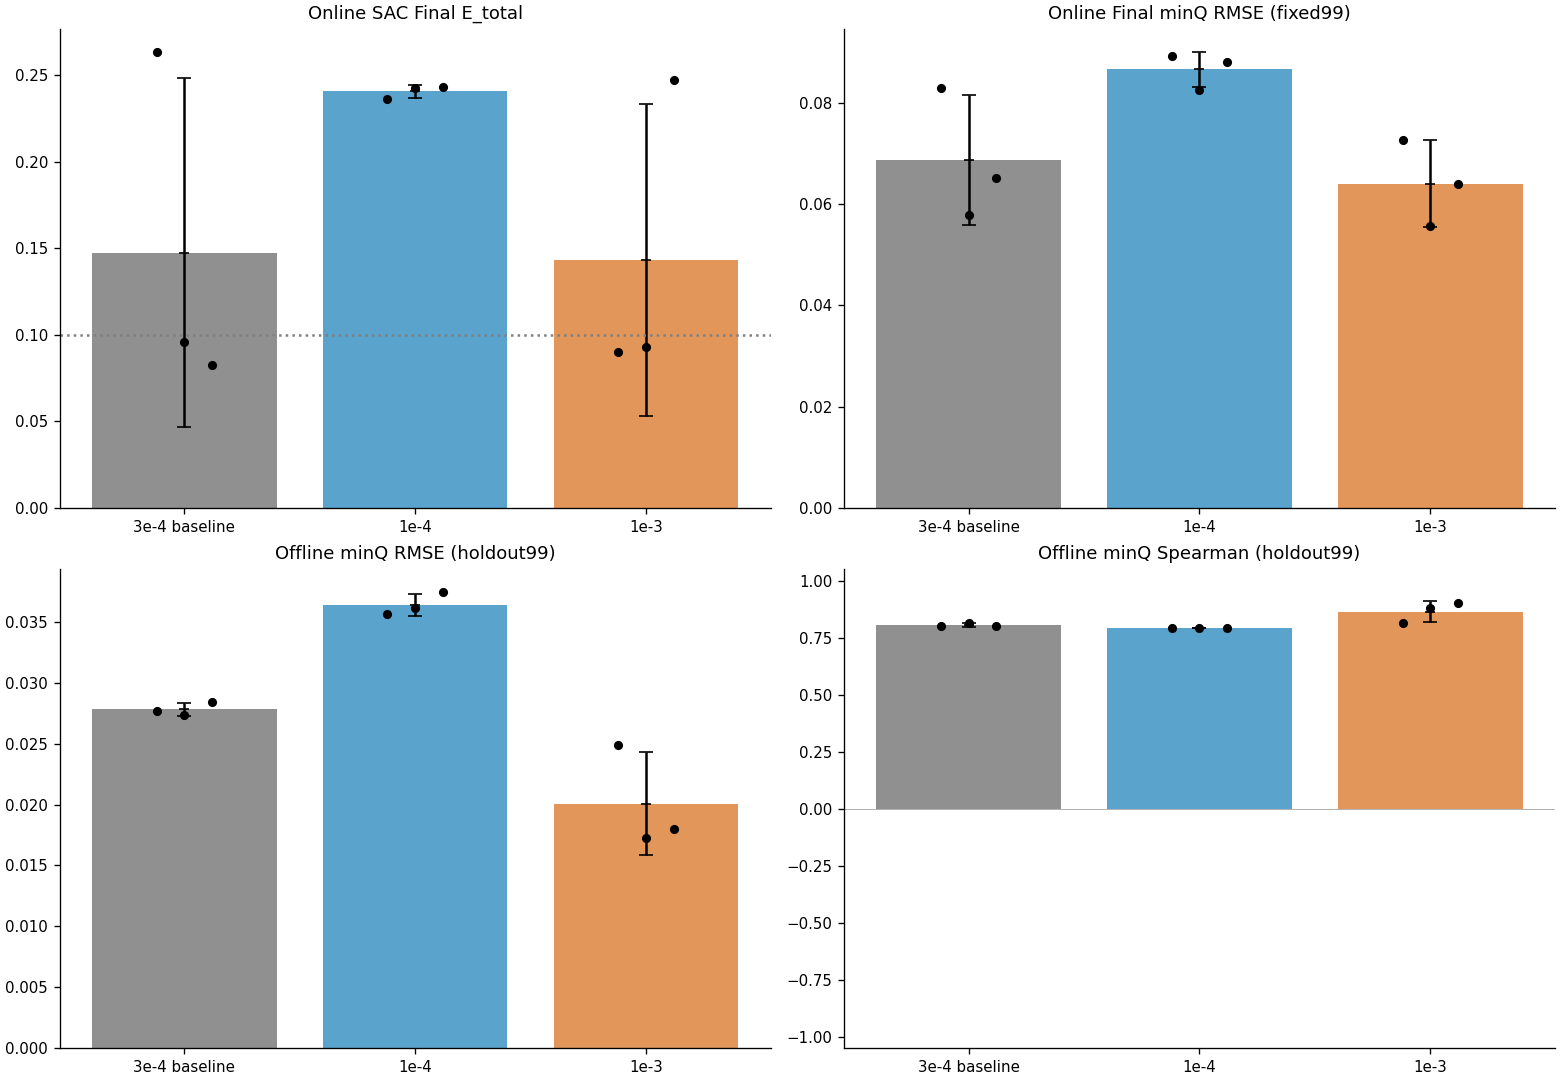 Online SAC Final E_total
0.25
0.20
0.15
0.10
0.05
0.00
3e-4 baseline
1e-4
1e-3
Online Final minQ RMSE (fixed99)
0.08
0.06
0.04
0.02
0.00
3e-4 baseline
1e-4
1e-3
Offline minQ RMSE (holdout99)
0.035
0.030
0.025
0.020
0.015
0.010
0.005
0.000
3e-4 baseline
1e-4
1e-3
Offline minQ Spearman (holdout99)
1.00
0.75
0.50
0.25
0.00
−0.25
−0.50
−0.75
−1.00
3e-4 baseline
1e-4
1e-3